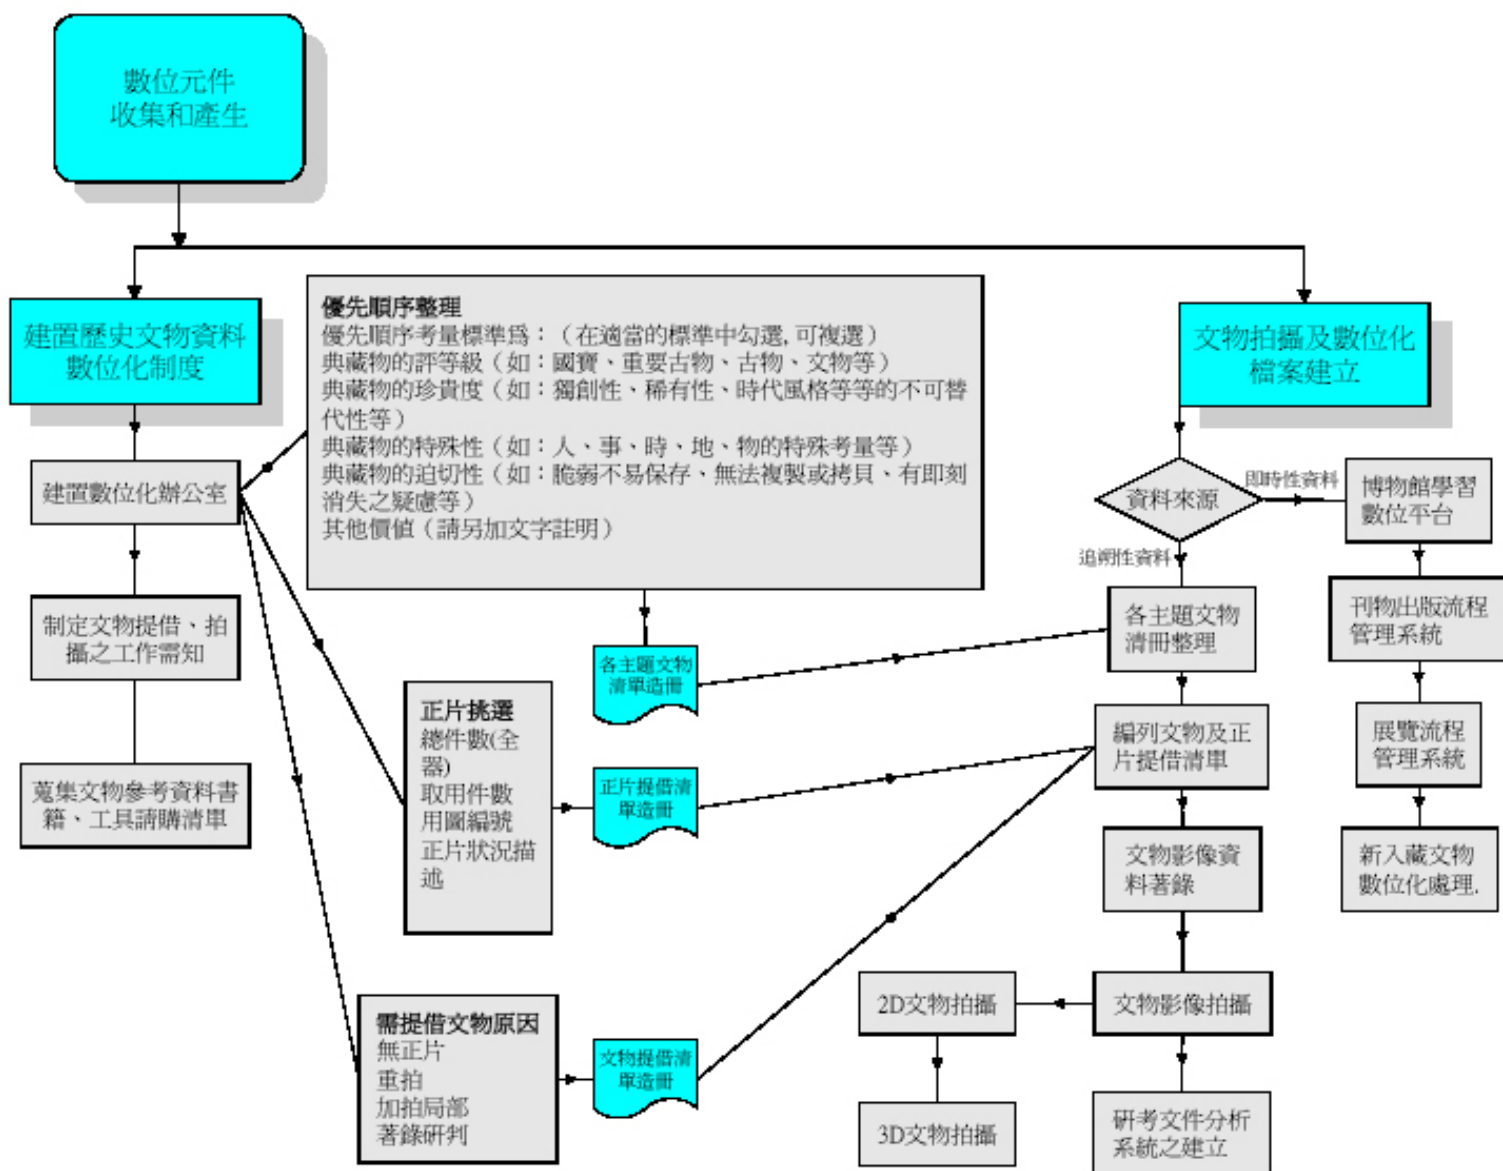 數位元件
收集和產生
建置歷史文物資料
數位化制度
建置數位化辦公室
制定文物提借、拍
攝之工作需知
蒐集文物參考資料書
籍、工具請購清單
優先順序整理
優先順序考量標準為：（在適當的標準中勾選,可複選）
典藏物的評等級（如：國寶、重要古物、古物、文物等）
典藏物的珍貴度（如：獨創性、稀有性、時代風格等等的不可替
代性等）
典藏物的特殊性（如：人、事、時、地、物的特殊考量等）
典藏物的迫切性（如：脆弱不易保存、無法複製或拷貝、有即刻
消失之疑慮等）
其他價值（請另加文字註明）
正片挑選
總件數(全
器)
取用件數
用圖編號
正片狀況描
述
需提借文物原因
無正片
重拍
加拍局部
著錄研判
各主題文物
清單造冊
正片提借清
單造冊
文物提借清
單造冊
文物拍攝及數位化
檔案建立
資料來源
即時性資料
追朔性資料
各主題文物
清冊整理
編列文物及正
片提借清單
文物影像資
料著錄
文物影像拍攝
2D文物拍攝
3D文物拍攝
研考文件分析
系統之建立
博物館學習
數位平台
刊物出版流程
管理系統
展覽流程
管理系統
新入藏文物
數位化處理.